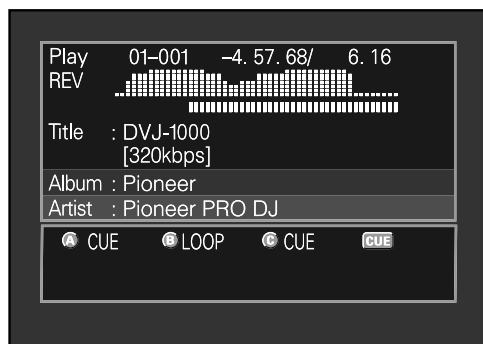 Play 01–001 –4. 57. 68/ 6. 16
REV
Title : DVJ-1000
[320kbps]
Album : Pioneer
Artist : Pioneer PRO DJ
A CUE B LOOP C CUE CUE